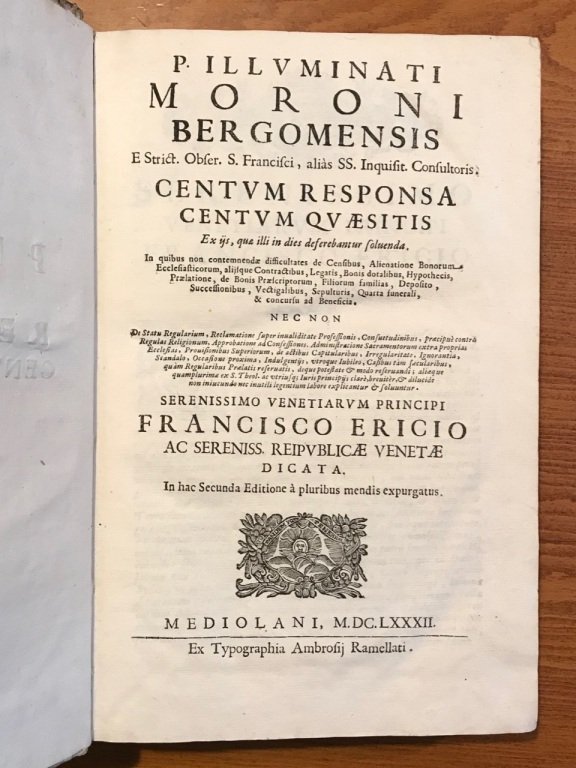 P. ILLVMINATI
MORONI
BERGOMENSIS
E Strict. Obser. S. Francisci, aliàs SS. Inquisit. Consultoris.
CENTVM RESPONSA
CENTVM QVÆSITIS
Ex ijs, quæ illi in dies deferebantur soluenda.
In quibus non contemnendæ difficultates de Censibus, Alienatione Bonorum
Ecclesiasticorum, alijsque Contractibus, Legatis, Bonis dotalibus, Hypothecis,
Prælatione, de Bonis Præscriptorum, Filiorum familias, Deposito,
Successionibus, Vectigalibus, Sepulturis, Quarta funerali,
& concursu ad Beneficia.
NEC NON
De Statu Regularium, Reclamatione super inualiditate Professionis, Consuetudinibus, præcipuè contrà
Regulas Religionum, Approbatione ad Confessiones, Administratione Sacramentorum extra proprias
Ecclesias, Prouisionibus Superiorum, de actibus Capitularibus, Irregularitate, Ignorantia,
Scandalo, Occasione proxima, Indulgentijs, vtroque Iubileo, Casibus tàm sæcularibus,
quàm Regularibus Prælatis reseruatis, deque potestate & modo reseruandi; aliæque
quamplurimæ ex S. Theol. ac vtriusq; Iuris principijs clarè, breuiter, & dilucidè
non iniucundo nec inutili legentium labore explicantur & soluuntur.
SERENISSIMO VENETIARVM PRINCIPI
FRANCISCO ERICIO
AC SERENISS. REIPVBLICÆ VENETÆ
DICATA.
In hac Secunda Editione à pluribus mendis expurgatus.
MEDIOLANI, M.DC.LXXXII.
Ex Typographia Ambrosij Ramellati.